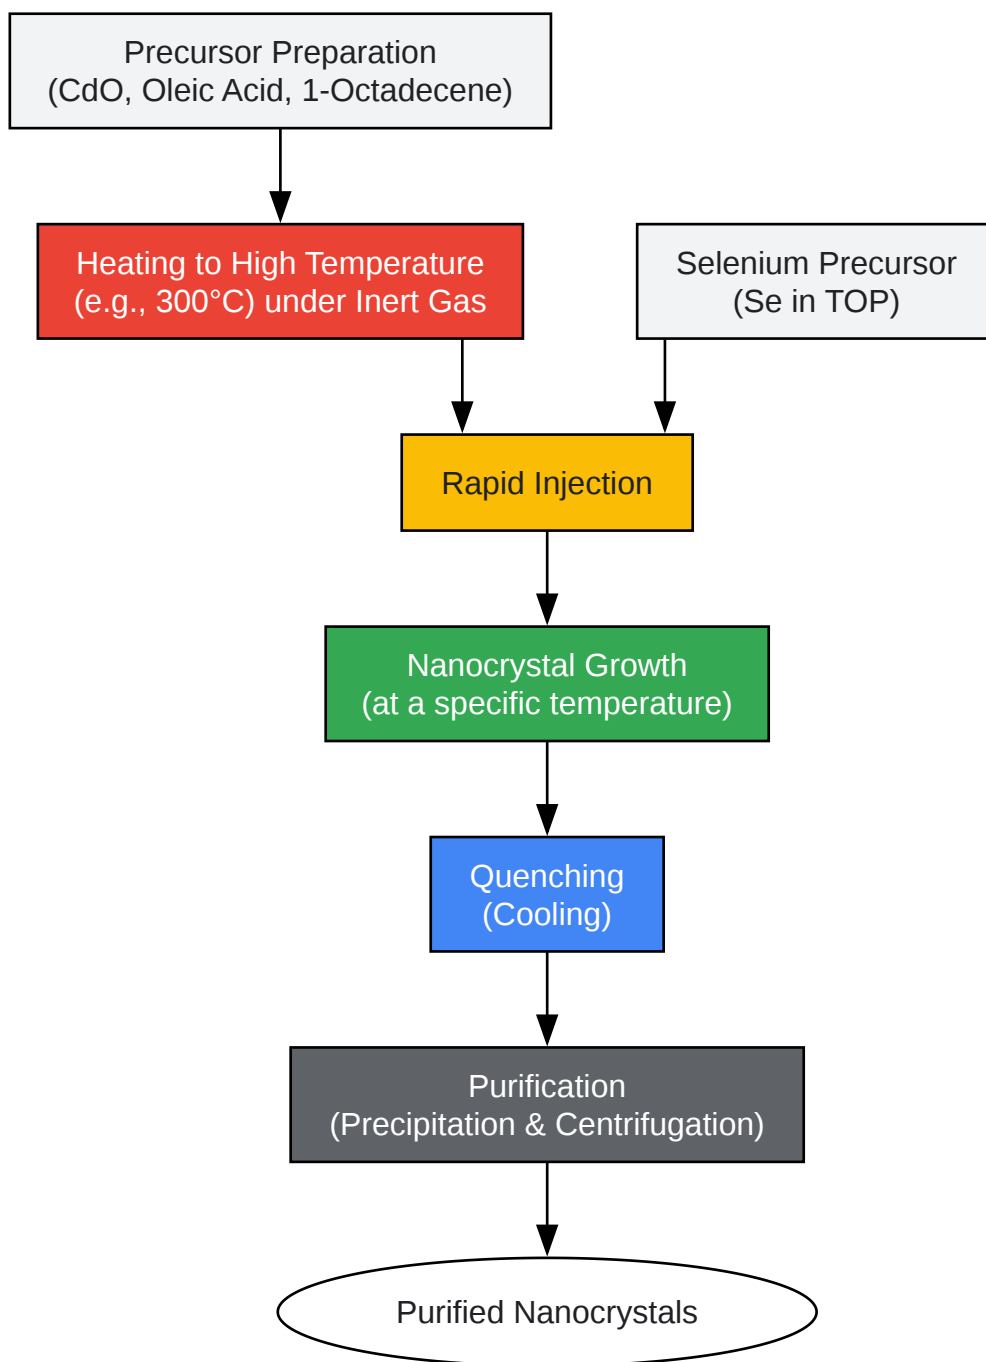 Precursor Preparation
(CdO, Oleic Acid, 1-Octadecene)
Heating to High Temperature
(e.g., 300°C) under Inert Gas
Selenium Precursor
(Se in TOP)
Rapid Injection
Nanocrystal Growth
(at a specific temperature)
Quenching
(Cooling)
Purification
(Precipitation & Centrifugation)
Purified Nanocrystals